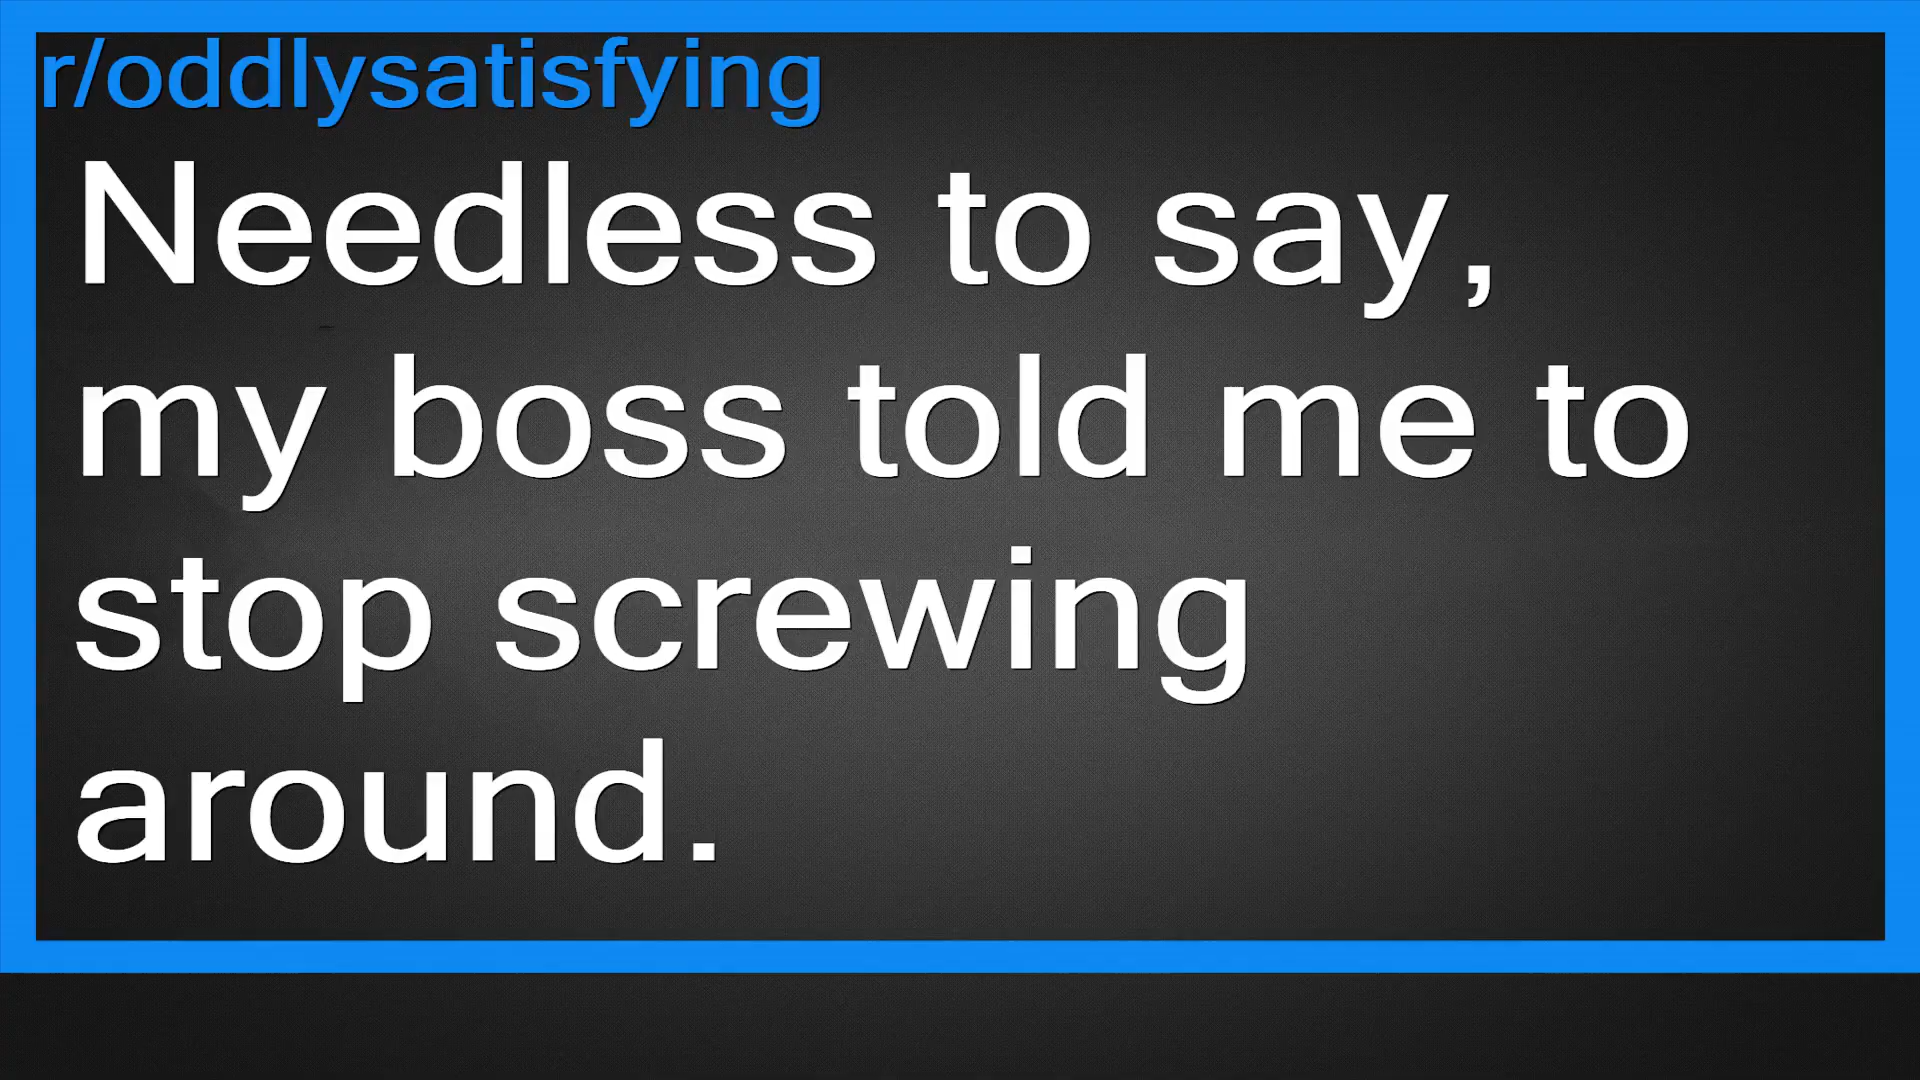 r/oddlysatisfying
Needless to say,
my boss told me to
stop screwing
around.